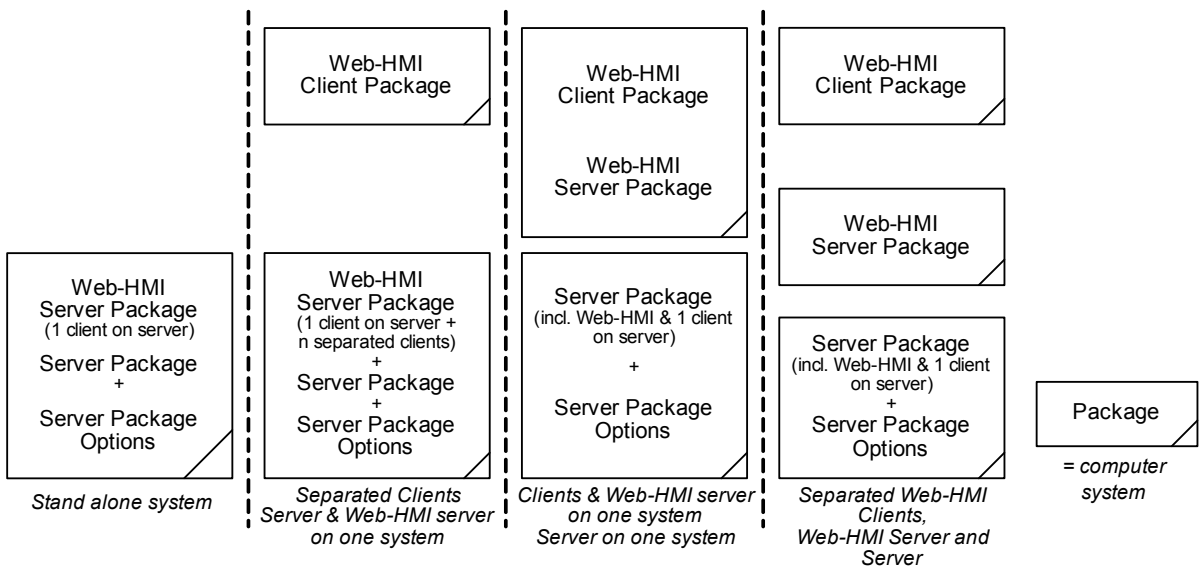 Web-HMI
Server Package
(1 client on server)
Server Package
+
Server Package
Options
Stand alone system
Web-HMI
Client Package
Web-HMI
Server Package
(1 client on server +
n separated clients)
+
Server Package
+
Server Package
Options
Separated Clients
Server & Web-HMI server
on one system
Web-HMI
Client Package
Web-HMI
Server Package
Server Package
(incl. Web-HMI & 1 client
on server)
+
Server Package
Options
Clients & Web-HMI server
on one system
Server on one system
Web-HMI
Client Package
Web-HMI
Server Package
Server Package
(incl. Web-HMI & 1 client
on server)
+
Server Package
Options
Separated Web-HMI
Clients,
Web-HMI Server and
Server
Package
= computer
system